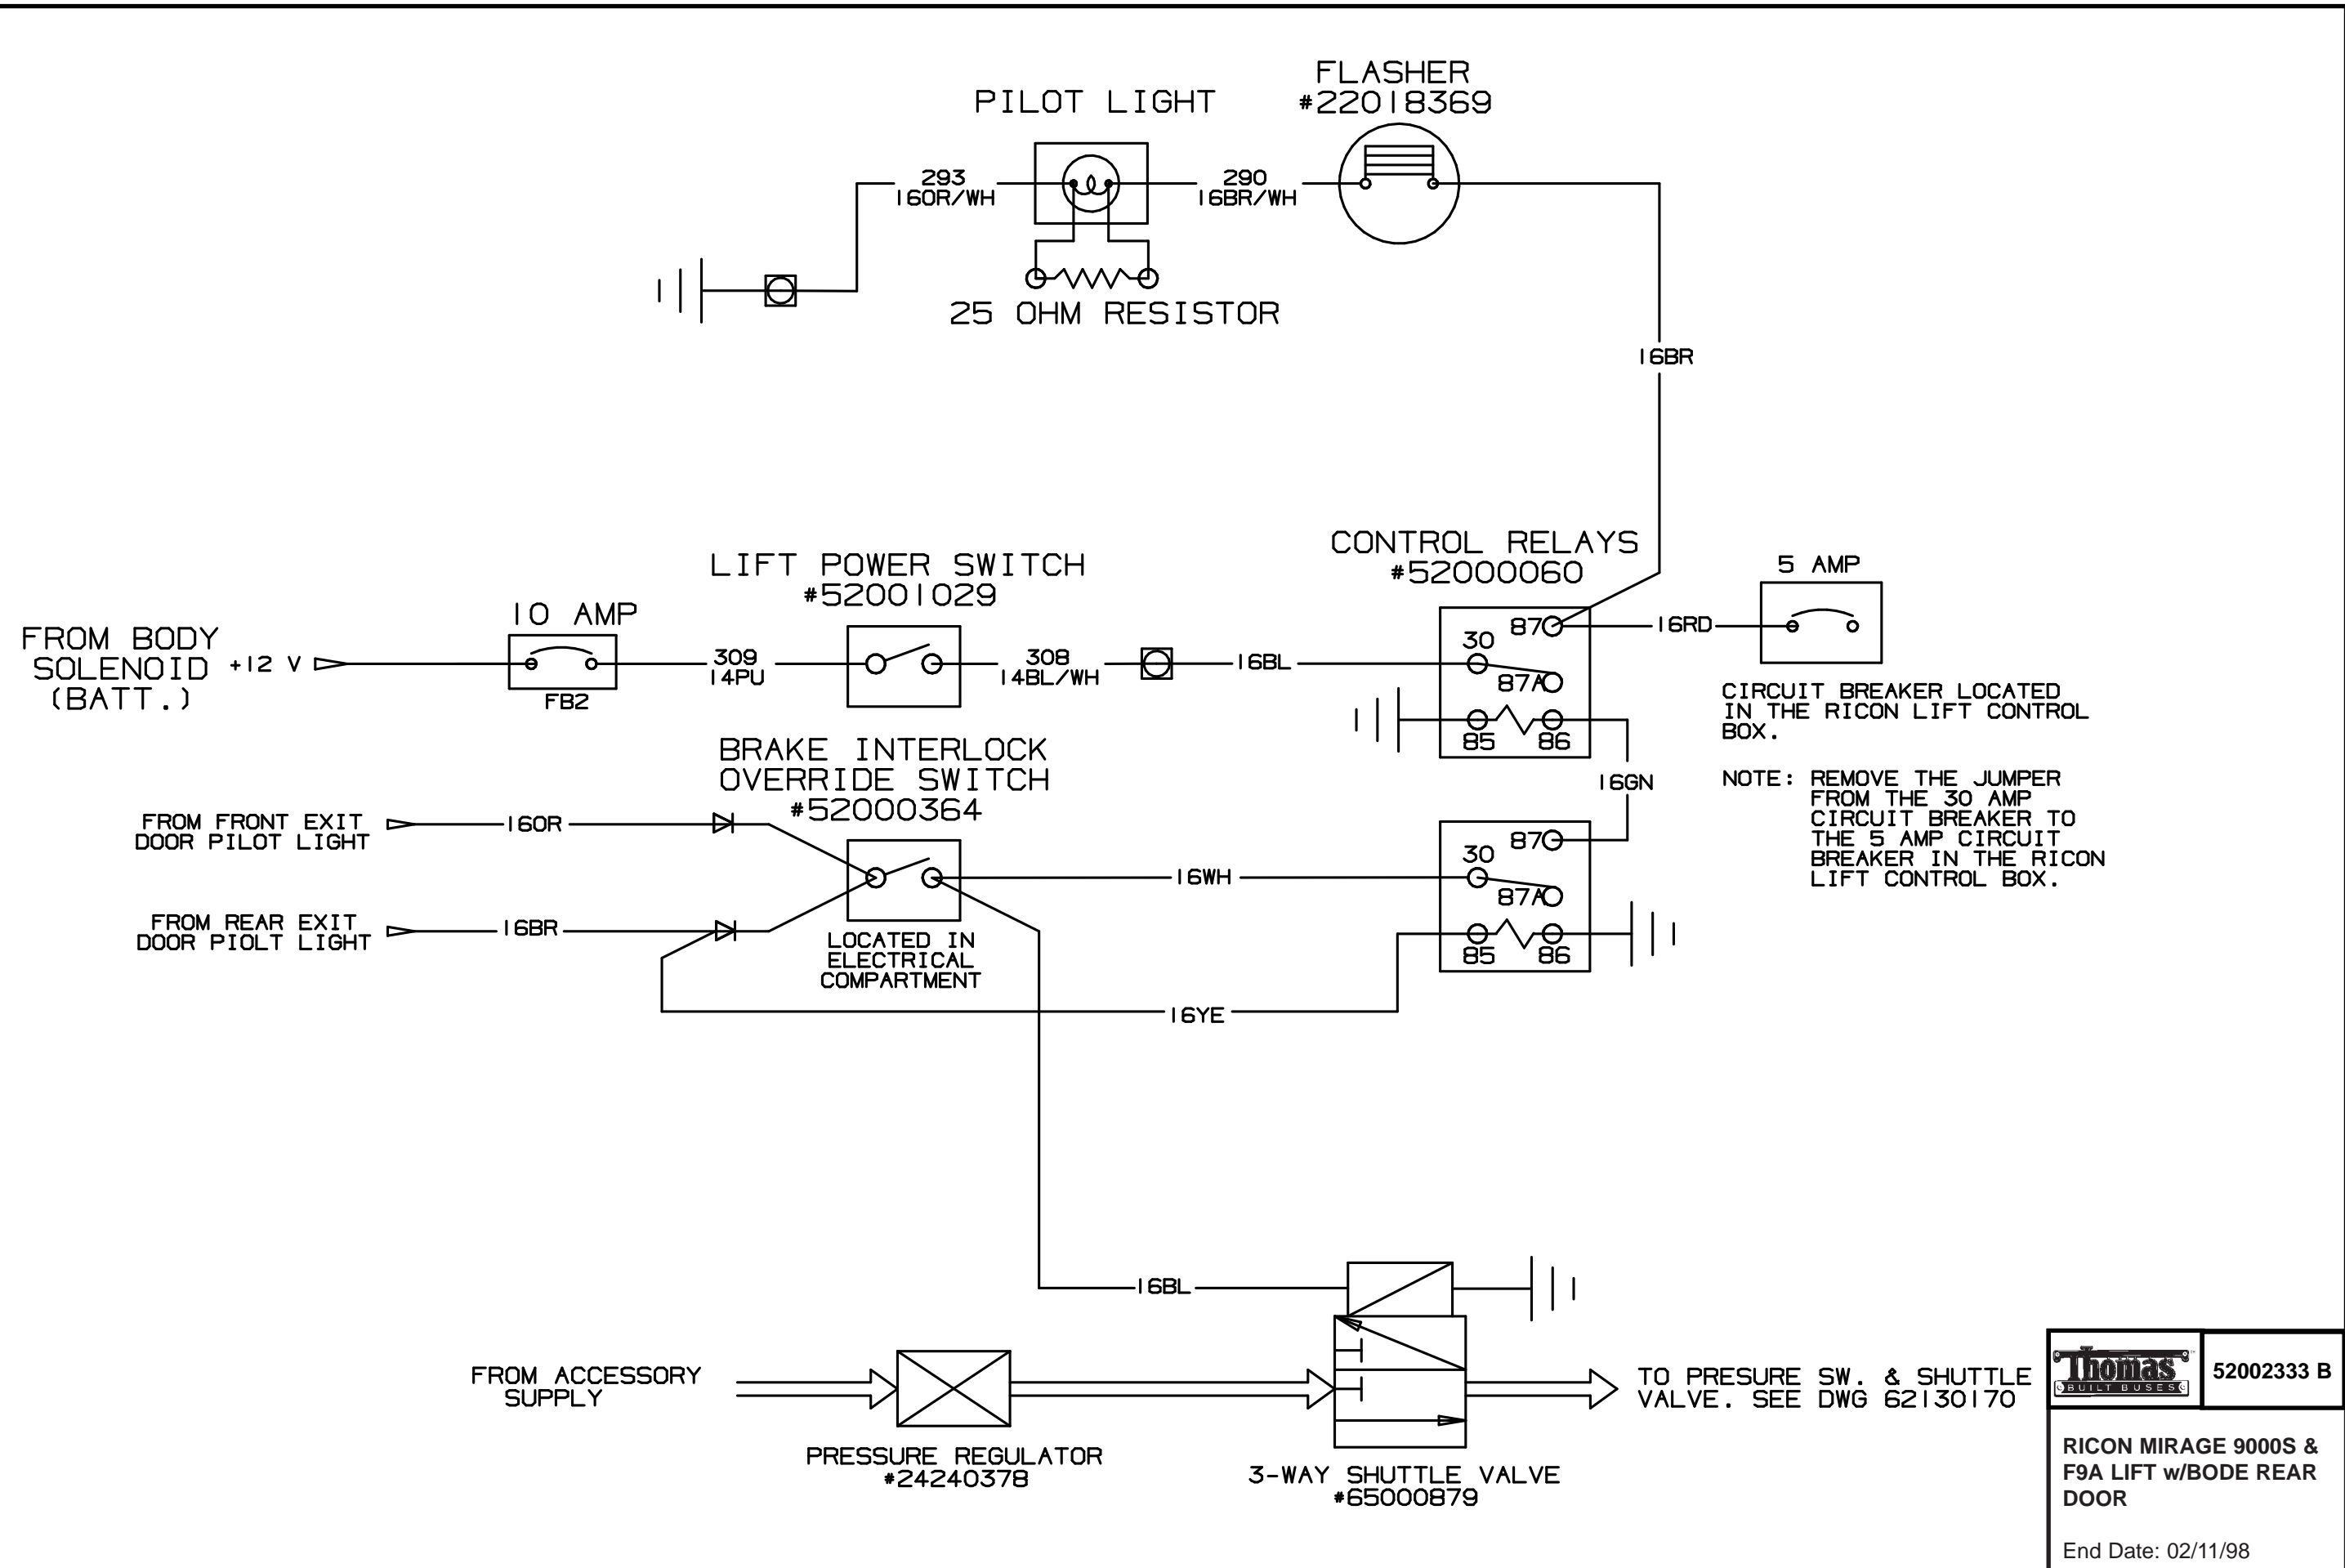 PILOT LIGHT
FLASHER
#22018369
293
16OR/WH
290
16BR/WH
25 OHM RESISTOR
16BR
CONTROL RELAYS
#52000060
5 AMP
LIFT POWER SWITCH
#52001029
10 AMP
FROM BODY
SOLENOID
(BATT.)
+12 V
FB2
309
14PU
308
14BL/WH
16BL
30
87
87A
85
86
16RD
CIRCUIT BREAKER LOCATED
IN THE RICON LIFT CONTROL
BOX.
NOTE: REMOVE THE JUMPER
FROM THE 30 AMP
CIRCUIT BREAKER TO
THE 5 AMP CIRCUIT
BREAKER IN THE RICON
LIFT CONTROL BOX.
BRAKE INTERLOCK
OVERRIDE SWITCH
#52000364
16GN
FROM FRONT EXIT
DOOR PILOT LIGHT
16OR
16WH
30
87
87A
85
86
FROM REAR EXIT
DOOR PIOLT LIGHT
16BR
LOCATED IN
ELECTRICAL
COMPARTMENT
16YE
16BL
FROM ACCESSORY
SUPPLY
PRESSURE REGULATOR
#24240378
3-WAY SHUTTLE VALVE
#65000879
TO PRESURE SW. & SHUTTLE
VALVE. SEE DWG 62130170
Thomas
BUILT BUSES
52002333 B
RICON MIRAGE 9000S &
F9A LIFT w/BODE REAR
DOOR
End Date: 02/11/98